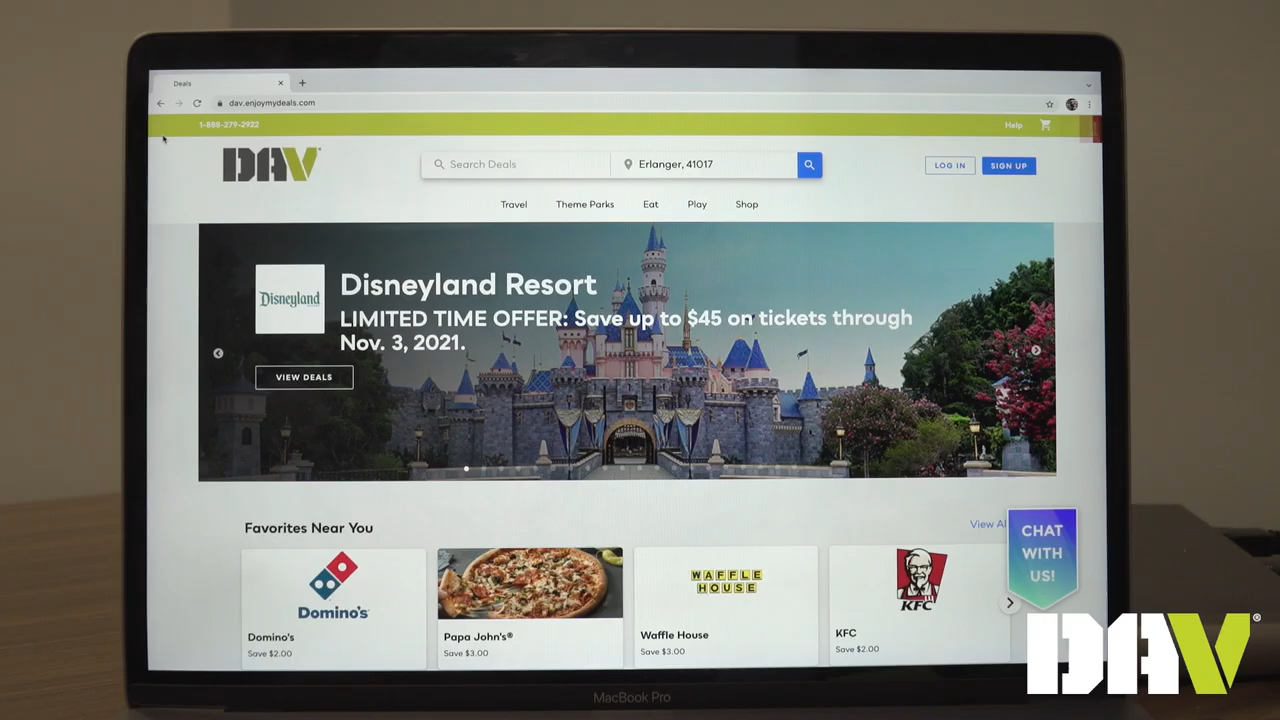 Deals
dav.enjoymydeals.com
1-888-279-2922
Help
DAV®
Search Deals
Erlanger, 41017
LOG IN
SIGN UP
Travel
Theme Parks
Eat
Play
Shop
Disneyland
Disneyland Resort
LIMITED TIME OFFER: Save up to $45 on tickets through
Nov. 3, 2021.
VIEW DEALS
Favorites Near You
View Al
CHAT
WITH
US!
Domino's
WAFFLE
HOUSE
KFC
Domino's
Save $2.00
Papa John's®
Save $3.00
Waffle House
Save $3.00
KFC
Save $2.00
MacBook Pro
DAV®